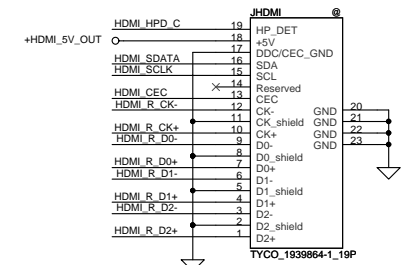 JHDMI @
HDMI_HPD_C 19 HP_DET
+HDMI_5V_OUT 18 +5V
17 DDC/CEC_GND
HDMI_SDATA 16 SDA
HDMI_SCLK 15 SCL
14 Reserved
HDMI_CEC 13 CEC
HDMI_R_CK- 12 CK- GND 20
11 CK_shield GND 21
HDMI_R_CK+ 10 CK+ GND 22
HDMI_R_D0- 9 D0- GND 23
8 D0_shield
HDMI_R_D0+ 7 D0+
HDMI_R_D1- 6 D1-
5 D1_shield
HDMI_R_D1+ 4 D1+
HDMI_R_D2- 3 D2-
2 D2_shield
HDMI_R_D2+ 1 D2+
TYCO_1939864-1_19P